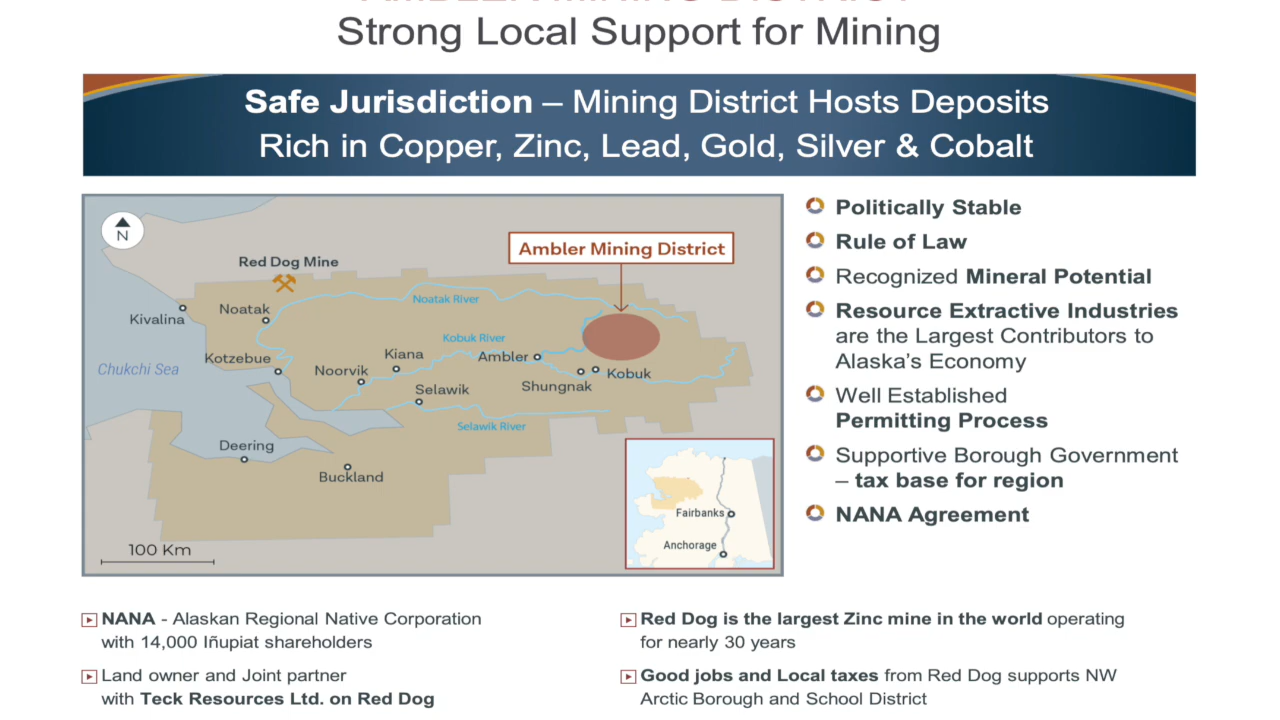 Strong Local Support for Mining
Safe Jurisdiction – Mining District Hosts Deposits
Rich in Copper, Zinc, Lead, Gold, Silver & Cobalt
N
Ambler Mining District
Red Dog Mine
Noatak River
Noatak
Kivalina
Kobuk River
Kotzebue
Kiana
Ambler
Chukchi Sea
Noorvik
Kobuk
Shungnak
Selawik
Selawik River
Deering
Buckland
Fairbanks
Anchorage
100 Km
Politically Stable
Rule of Law
Recognized Mineral Potential
Resource Extractive Industries
are the Largest Contributors to
Alaska’s Economy
Well Established
Permitting Process
Supportive Borough Government
– tax base for region
NANA Agreement
NANA - Alaskan Regional Native Corporation
with 14,000 Iñupiat shareholders
Land owner and Joint partner
with Teck Resources Ltd. on Red Dog
Red Dog is the largest Zinc mine in the world operating
for nearly 30 years
Good jobs and Local taxes from Red Dog supports NW
Arctic Borough and School District